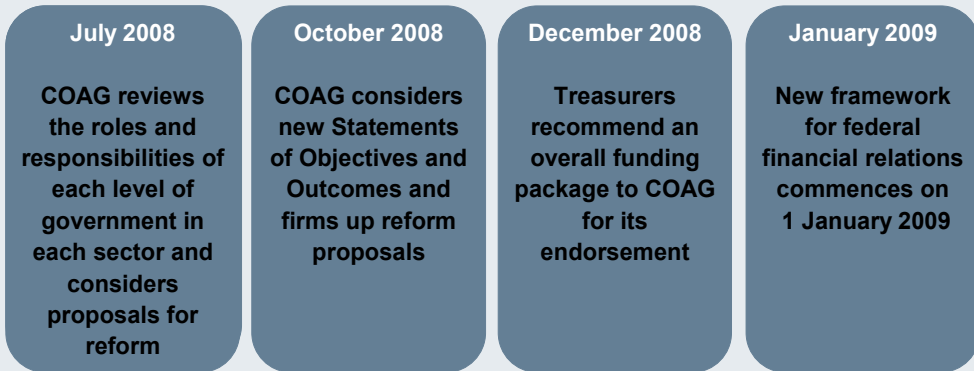 July 2008
COAG reviews
the roles and
responsibilities of
each level of
government in
each sector and
considers
proposals for
reform
October 2008
COAG considers
new Statements
of Objectives and
Outcomes and
firms up reform
proposals
December 2008
Treasurers
recommend an
overall funding
package to COAG
for its
endorsement
January 2009
New framework
for federal
financial relations
commences on
1 January 2009